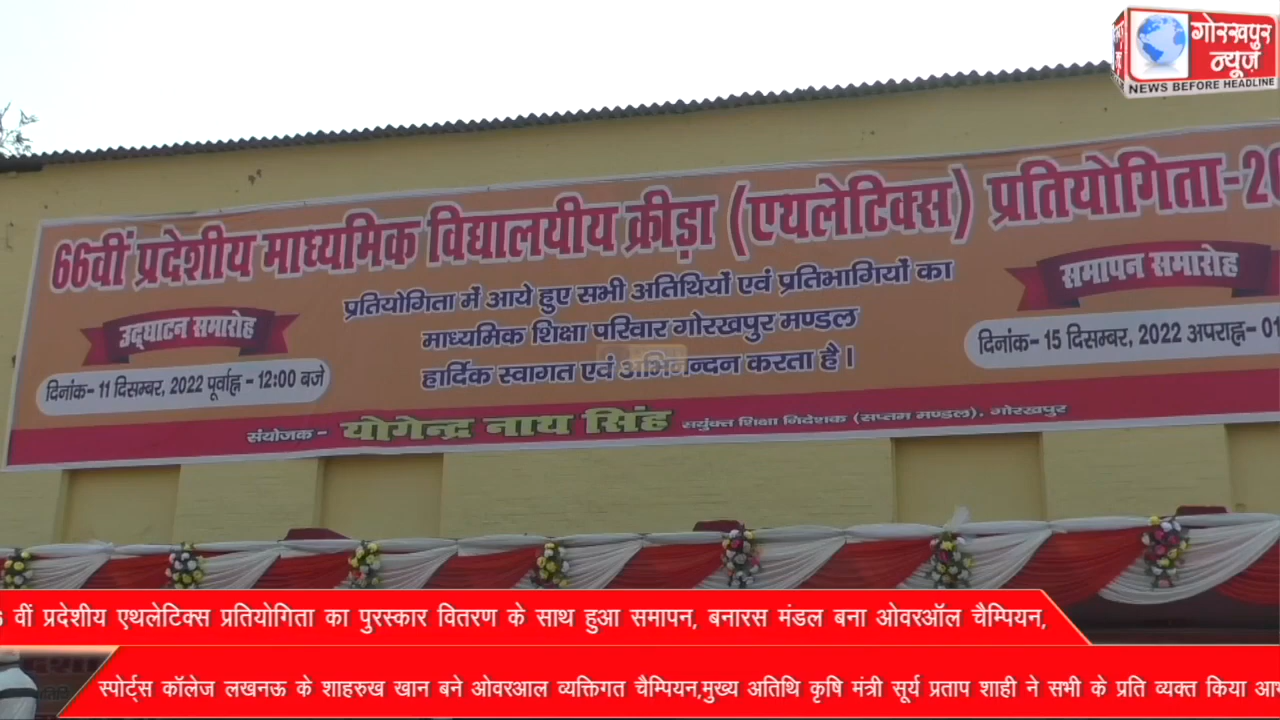 गोरखपुर
न्यूज़
NEWS BEFORE HEADLINE
66वीं प्रदेशीय माध्यमिक विद्यालयीय क्रीड़ा (एथलेटिक्स) प्रतियोगिता-20
उद्घाटन समारोह
दिनांक- 11 दिसम्बर, 2022 पूर्वाह्न - 12:00 बजे
प्रतियोगिता में आये हुए सभी अतिथियों एवं प्रतिभागियों का
माध्यमिक शिक्षा परिवार गोरखपुर मण्डल
हार्दिक स्वागत एवं अभिनन्दन करता है।
समापन समारोह
दिनांक- 15 दिसम्बर, 2022 अपराह्न- 01
संयोजक - योगेन्द्र नाथ सिंह सयुंक्त शिक्षा निदेशक (सप्तम मण्डल), गोरखपुर
वीं प्रदेशीय एथलेटिक्स प्रतियोगिता का पुरस्कार वितरण के साथ हुआ समापन, बनारस मंडल बना ओवरऑल चैम्पियन,
स्पोर्ट्स कॉलेज लखनऊ के शाहरुख खान बने ओवरआल व्यक्तिगत चैम्पियन,मुख्य अतिथि कृषि मंत्री सूर्य प्रताप शाही ने सभी के प्रति व्यक्त किया